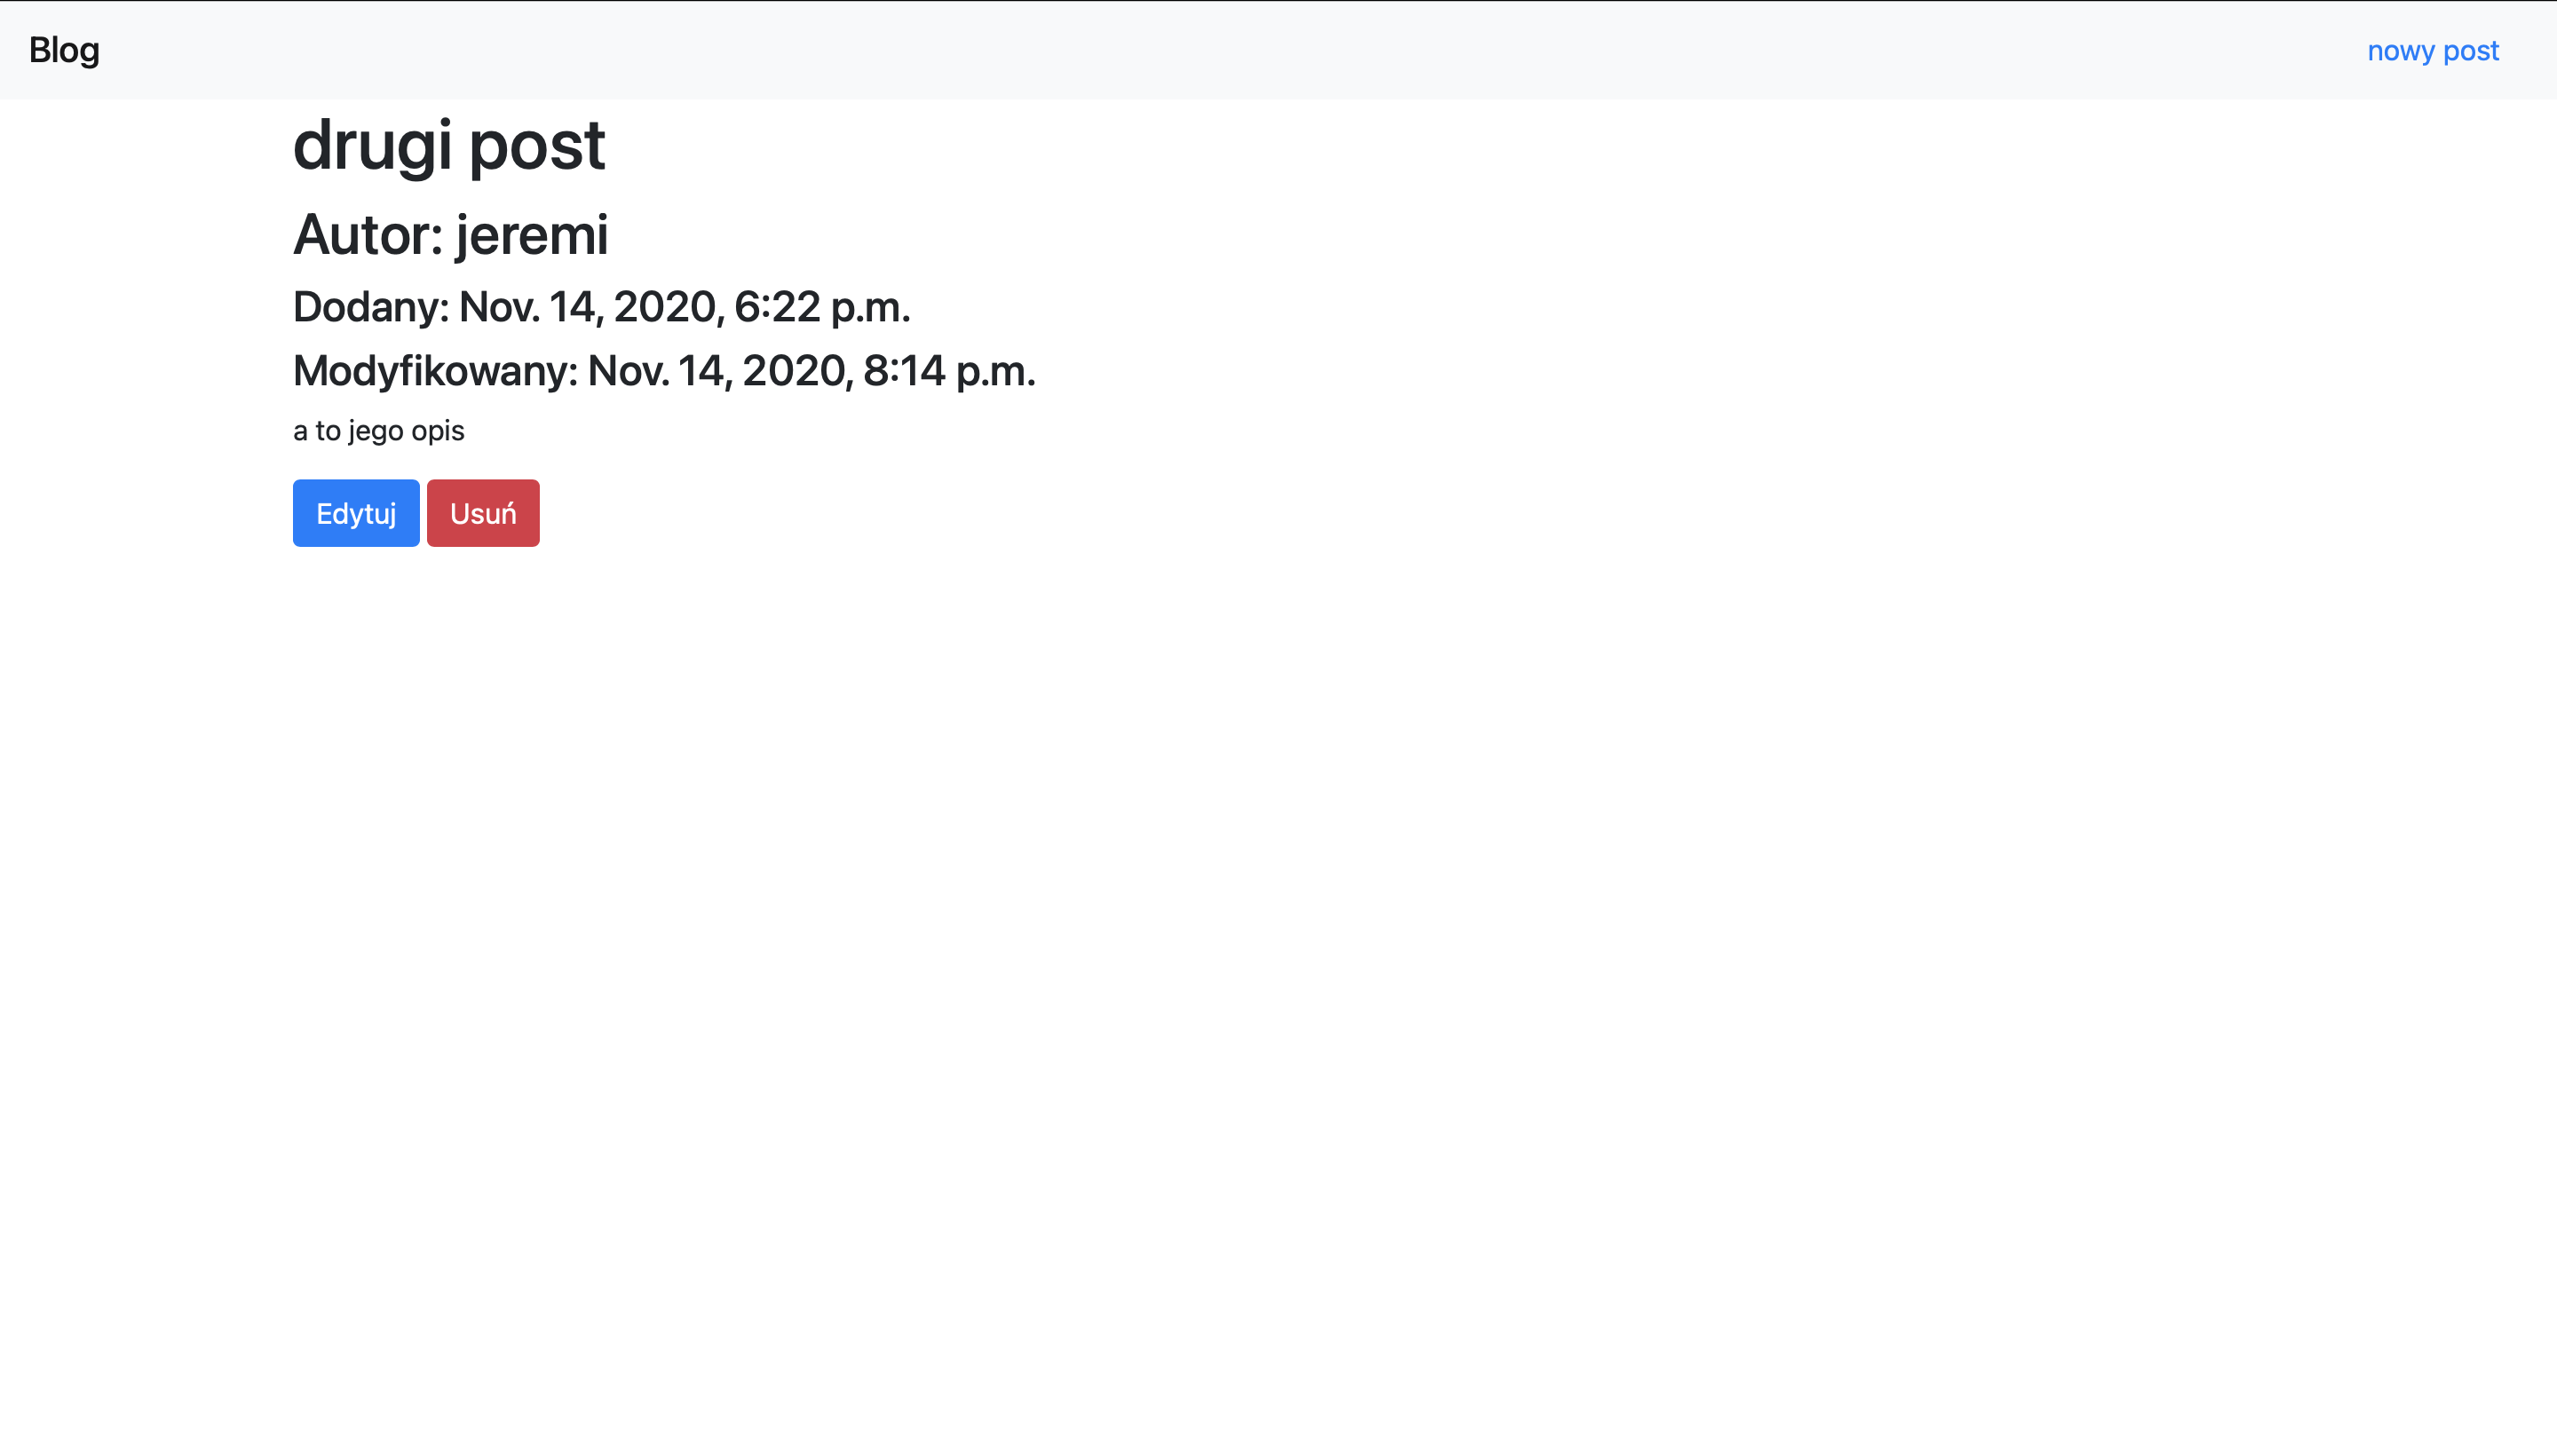 Blog
nowy post
drugi post
Autor: jeremi
Dodany: Nov. 14, 2020, 6:22 p.m.
Modyfikowany: Nov. 14, 2020, 8:14 p.m.
a to jego opis
Edytuj Usuń